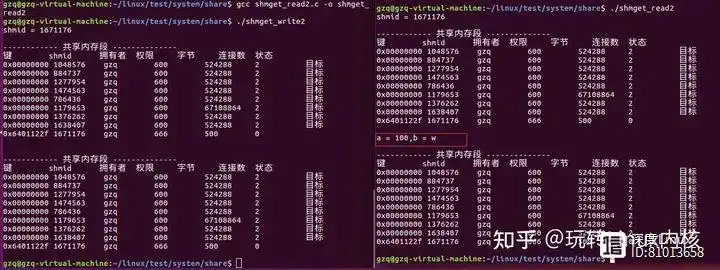 gzq@gzq-virtual-machine:~/linux/test/system/share$ gcc shmget_read2.c -o shmget_
read2
gzq@gzq-virtual-machine:~/linux/test/system/share$ ./shmget_write2
shmid = 1671176
------------ 共享内存段 --------------
键 shmid 拥有者 权限 字节 连接数 状态
0x00000000 1048576 gzq 600 524288 2 目标
0x00000000 884737 gzq 600 524288 2 目标
0x00000000 1277954 gzq 600 524288 2 目标
0x00000000 1474563 gzq 600 524288 2 目标
0x00000000 786436 gzq 600 524288 2 目标
0x00000000 1179653 gzq 600 67108864 2 目标
0x00000000 1376262 gzq 600 524288 2 目标
0x00000000 1638407 gzq 600 524288 2 目标
0x6401122f 1671176 gzq 666 500 0
------------ 共享内存段 --------------
键 shmid 拥有者 权限 字节 连接数 状态
0x00000000 1048576 gzq 600 524288 2 目标
0x00000000 884737 gzq 600 524288 2 目标
0x00000000 1277954 gzq 600 524288 2 目标
0x00000000 1474563 gzq 600 524288 2 目标
0x00000000 786436 gzq 600 524288 2 目标
0x00000000 1179653 gzq 600 67108864 2 目标
0x00000000 1376262 gzq 600 524288 2 目标
0x00000000 1638407 gzq 600 524288 2 目标
0x6401122f 1671176 gzq 666 500 0
gzq@gzq-virtual-machine:~/linux/test/system/share$
gzq@gzq-virtual-machine:~/linux/test/system/share$ ./shmget_read2
shmid = 1671176
------------ 共享内存段 --------------
键 shmid 拥有者 权限 字节 连接数 状态
0x00000000 1048576 gzq 600 524288 2 目标
0x00000000 884737 gzq 600 524288 2 目标
0x00000000 1277954 gzq 600 524288 2 目标
0x00000000 1474563 gzq 600 524288 2 目标
0x00000000 786436 gzq 600 524288 2 目标
0x00000000 1179653 gzq 600 67108864 2 目标
0x00000000 1376262 gzq 600 524288 2 目标
0x00000000 1638407 gzq 600 524288 2 目标
0x6401122f 1671176 gzq 666 500 0
a = 100,b = w
------------ 共享内存段 --------------
键 shmid 拥有者 权限 字节 连接数 状态
0x00000000 1048576 gzq 600 524288 2 目标
0x00000000 884737 gzq 600 524288 2 目标
0x00000000 1277954 gzq 600 524288 2 目标
0x00000000 1474563 gzq 600 524288 2 目标
0x00000000 786436 gzq 600 524288 2 目标
0x00000000 1179653 gzq 600 67108864 2 目标
0x00000000 1376262 gzq 600 524288 2
0x00000000 1638407 gzq 600 524288 2
0x6401122f 1671176 gzq 666 500
gzq@gzq-virtual-machine:~/linux/test/system/share$
知乎 @玩转 内核
速度
ID:81013658